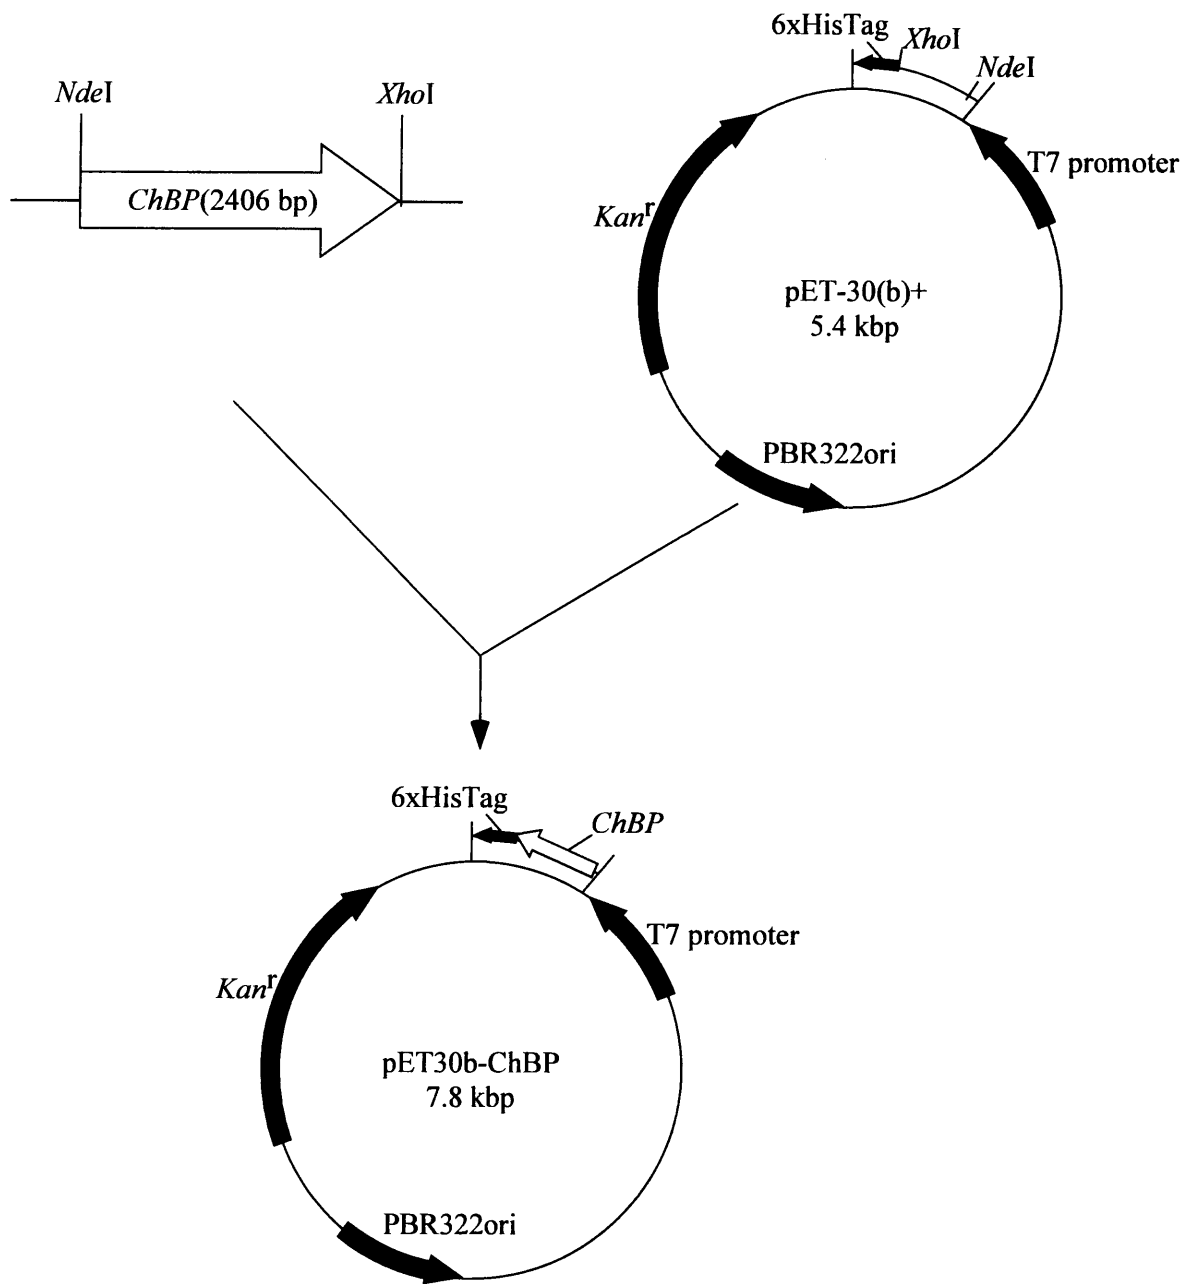 NdeI
XhoI
ChBP(2406 bp)
6xHisTag
XhoI
NdeI
T7 promoter
Kanʳ
pET-30(b)+
5.4 kbp
PBR322ori
6xHisTag
ChBP
T7 promoter
Kanʳ
pET30b-ChBP
7.8 kbp
PBR322ori